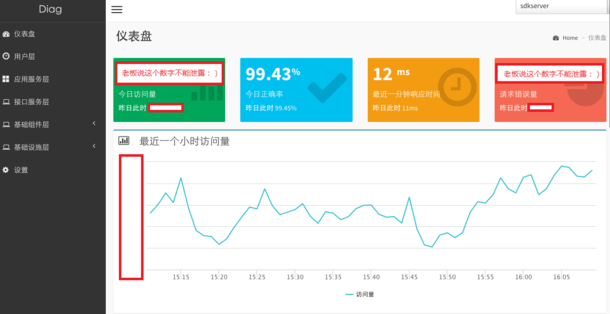 Diag
sdkserver
仪表盘
仪表盘
Home > 仪表盘
用户层
应用服务层
接口服务层
基础组件层
基础设施层
设置
老板说这个数字不能泄露：)
今日访问量
昨日此时
99.43%
今日正确率
昨日此时 99.45%
12 ms
最近一分钟响应时间
昨日此时 11ms
老板说这个数字不能泄露：)
请求错误量
昨日此时
最近一个小时访问量
15:15 15:20 15:25 15:30 15:35 15:40 15:45 15:50 15:55 16:00 16:05
访问量